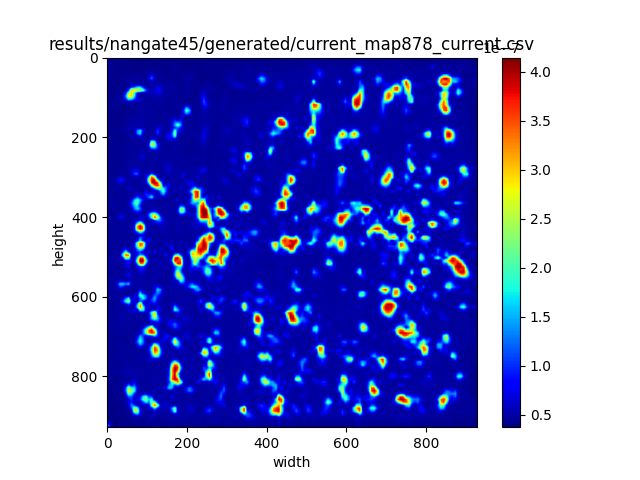 results/nangate45/generated/current_map878_current.csv
1e−7
0
200
400
600
800
height
0 200 400 600 800
width
4.0
3.5
3.0
2.5
2.0
1.5
1.0
0.5